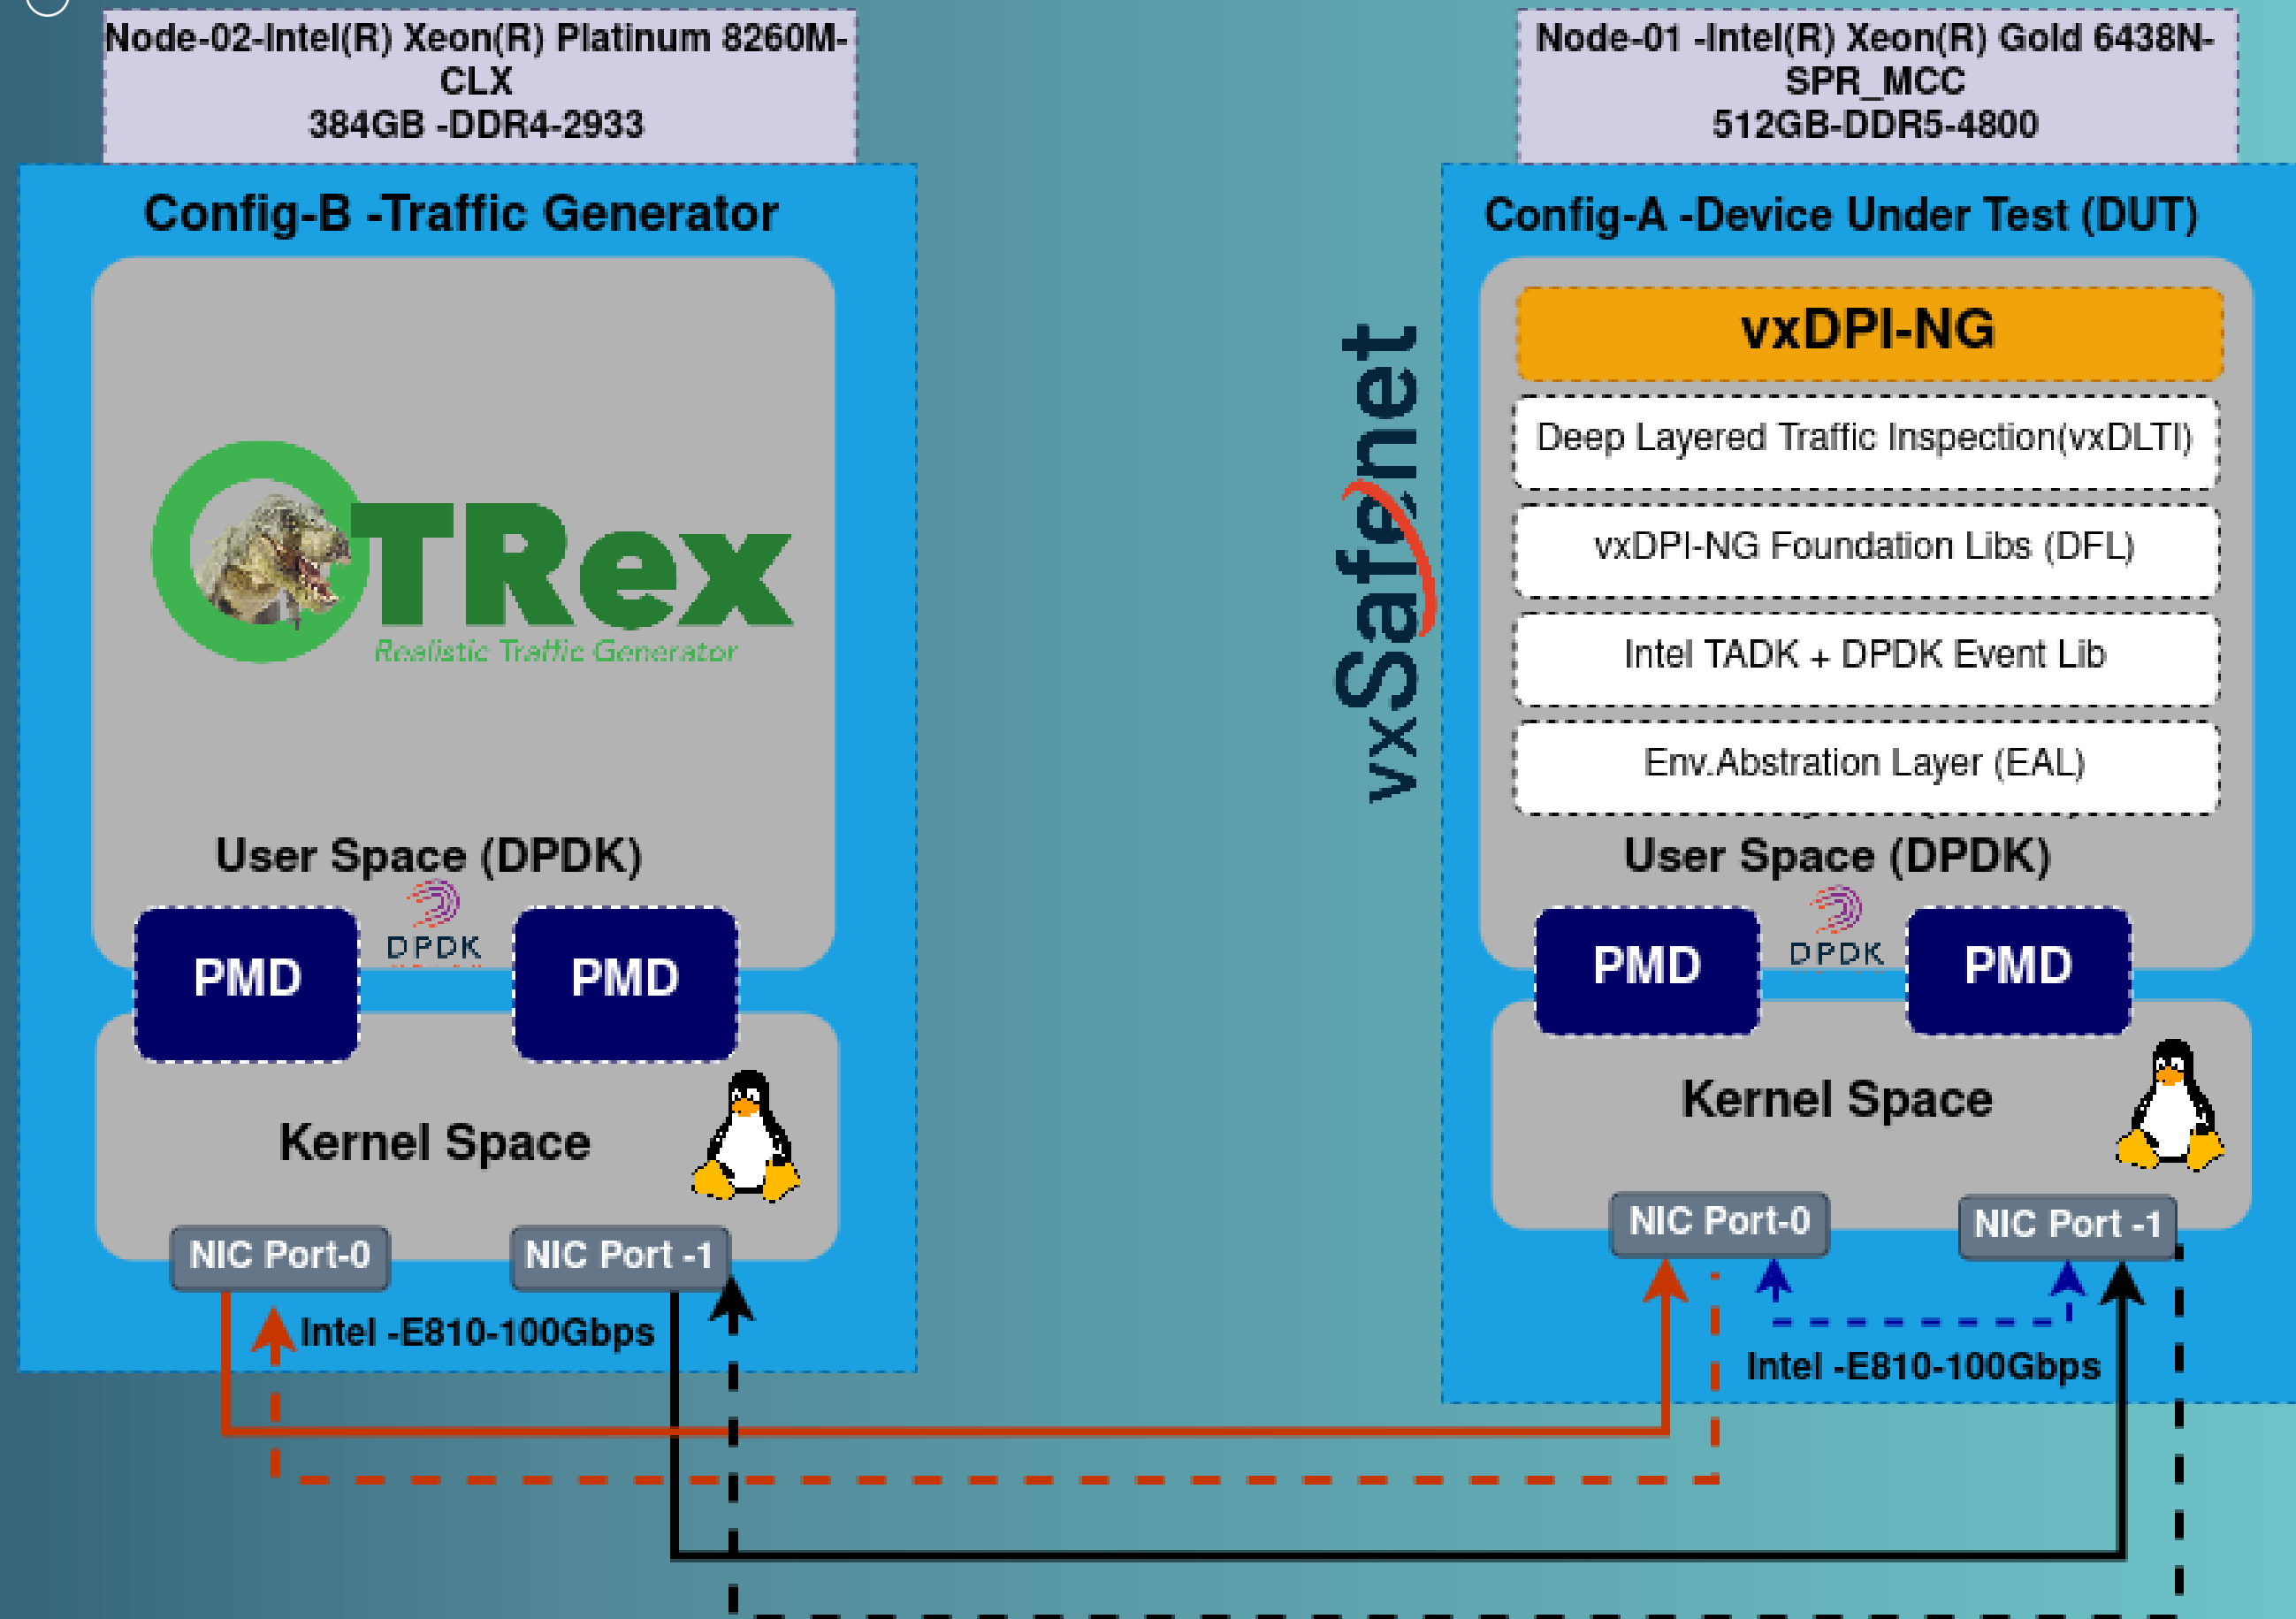 Node-02-Intel(R) Xeon(R) Platinum 8260M-
CLX
384GB -DDR4-2933
Config-B -Traffic Generator
TRex
Realistic Traffic Generator
User Space (DPDK)
DPDK
PMD
PMD
Kernel Space
NIC Port-0
NIC Port -1
Intel -E810-100Gbps
vxSafenet
Node-01 -Intel(R) Xeon(R) Gold 6438N-
SPR_MCC
512GB-DDR5-4800
Config-A -Device Under Test (DUT)
vxDPI-NG
Deep Layered Traffic Inspection(vxDLTI)
vxDPI-NG Foundation Libs (DFL)
Intel TADK + DPDK Event Lib
Env.Abstration Layer (EAL)
User Space (DPDK)
DPDK
PMD
PMD
Kernel Space
NIC Port-0
NIC Port -1
Intel -E810-100Gbps